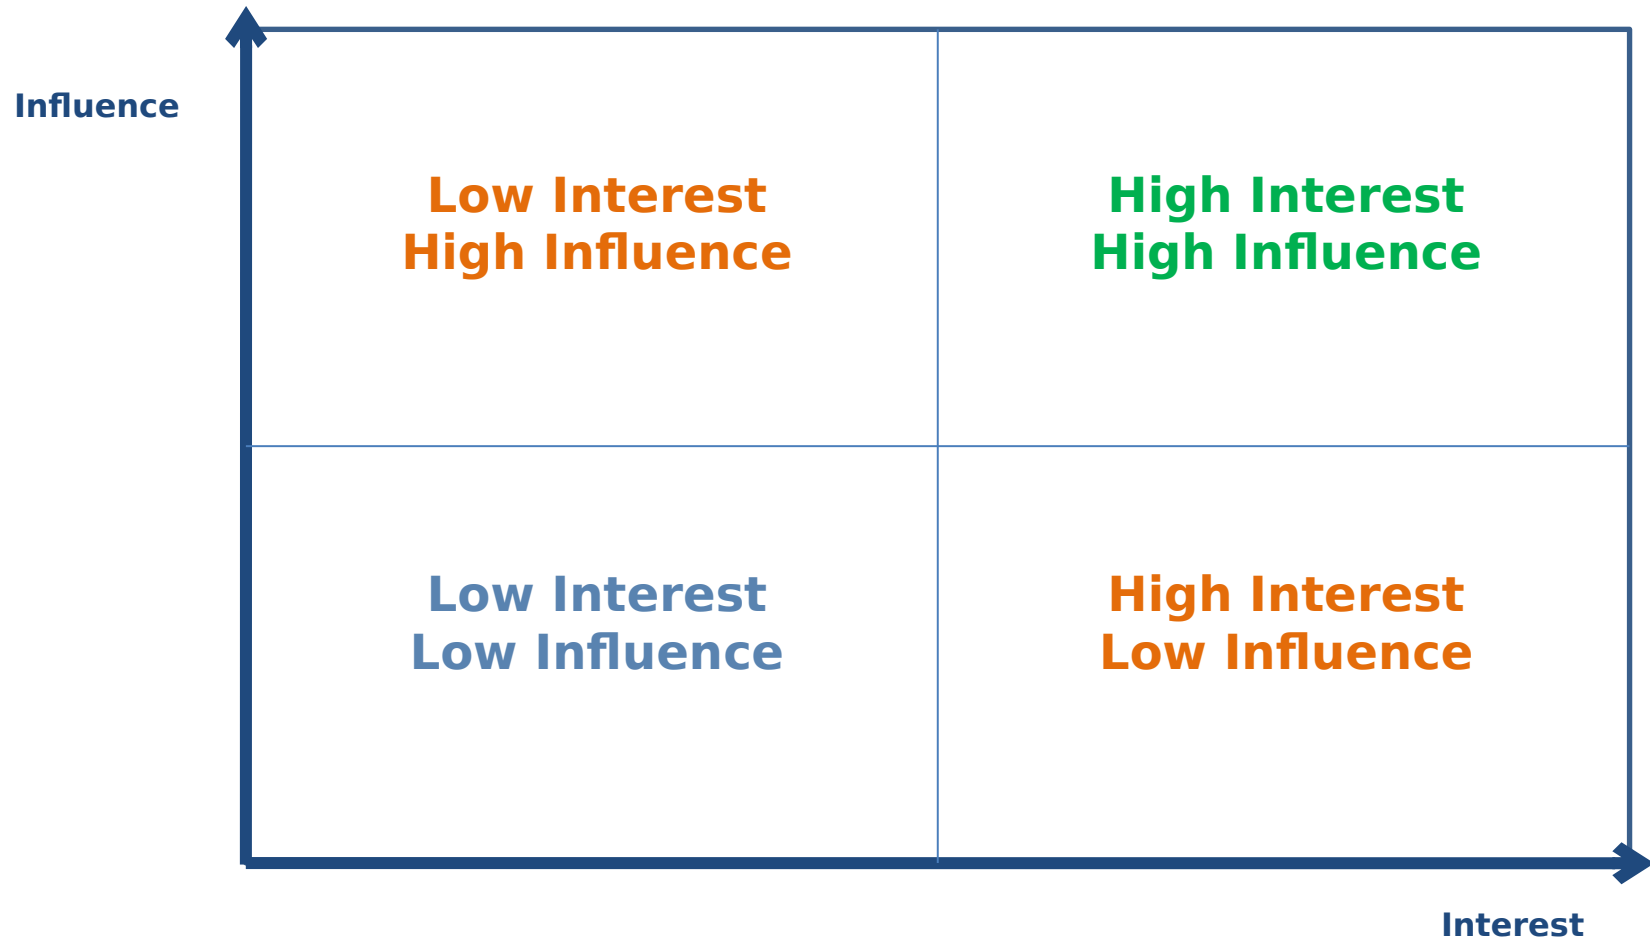 Influence
Low Interest
High Influence
High Interest
High Influence
Low Interest
Low Influence
High Interest
Low Influence
Interest